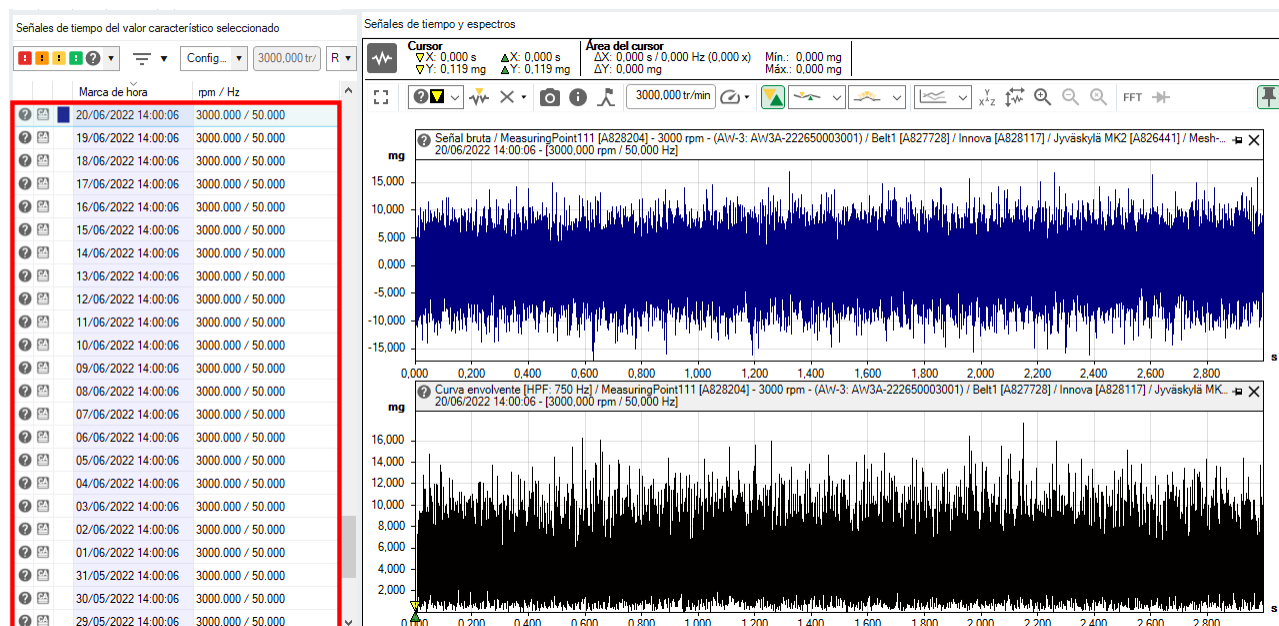 Señales de tiempo del valor característico seleccionado
Config...
3000,000 tr/
R
Marca de hora rpm / Hz
20/06/2022 14:00:06 3000.000 / 50.000
19/06/2022 14:00:06 3000.000 / 50.000
18/06/2022 14:00:06 3000.000 / 50.000
17/06/2022 14:00:06 3000.000 / 50.000
16/06/2022 14:00:06 3000.000 / 50.000
15/06/2022 14:00:06 3000.000 / 50.000
14/06/2022 14:00:06 3000.000 / 50.000
13/06/2022 14:00:06 3000.000 / 50.000
12/06/2022 14:00:06 3000.000 / 50.000
11/06/2022 14:00:06 3000.000 / 50.000
10/06/2022 14:00:06 3000.000 / 50.000
09/06/2022 14:00:06 3000.000 / 50.000
08/06/2022 14:00:06 3000.000 / 50.000
07/06/2022 14:00:06 3000.000 / 50.000
06/06/2022 14:00:06 3000.000 / 50.000
05/06/2022 14:00:06 3000.000 / 50.000
04/06/2022 14:00:06 3000.000 / 50.000
03/06/2022 14:00:06 3000.000 / 50.000
02/06/2022 14:00:06 3000.000 / 50.000
01/06/2022 14:00:06 3000.000 / 50.000
31/05/2022 14:00:06 3000.000 / 50.000
30/05/2022 14:00:06 3000.000 / 50.000
29/05/2022 14:00:06 3000.000 / 50.000
Señales de tiempo y espectros
Cursor
X: 0,000 s X: 0,000 s
Y: 0,119 mg Y: 0,119 mg
Área del cursor
ΔX: 0,000 s / 0,000 Hz (0,000 x) Mín.: 0,000 mg
ΔY: 0,000 mg Máx.: 0,000 mg
3000,000 tr/min
FFT
Señal bruta / MeasuringPoint111 [A828204] - 3000 rpm - (AW-3: AW3A-222650003001) / Belt1 [A827728] / Innova [A828117] / Jyväskylä MK2 [A826441] / Mesh-...
20/06/2022 14:00:06 - [3000,000 rpm / 50,000 Hz]
mg
15,000
10,000
5,000
0,000
-5,000
-10,000
-15,000
s
0,000 0,200 0,400 0,600 0,800 1,000 1,200 1,400 1,600 1,800 2,000 2,200 2,400 2,600 2,800
Curva envolvente [HPF: 750 Hz] / MeasuringPoint111 [A828204] - 3000 rpm - (AW-3: AW3A-222650003001) / Belt1 [A827728] / Innova [A828117] / Jyväskylä MK...
20/06/2022 14:00:06 - [3000,000 rpm / 50,000 Hz]
mg
16,000
14,000
12,000
10,000
8,000
6,000
4,000
2,000
s
0,000 0,200 0,400 0,600 0,800 1,000 1,200 1,400 1,600 1,800 2,000 2,200 2,400 2,600 2,800